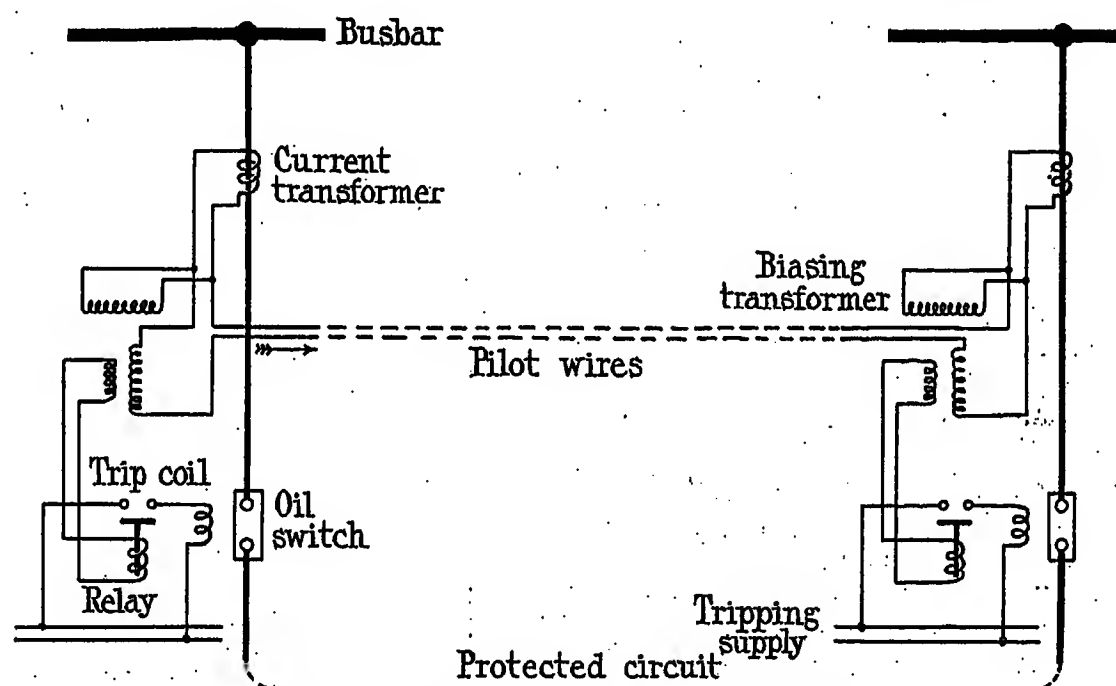 Busbar
Current
transformer
Biasing
transformer
Pilot wires
Trip coil
Oil
switch
Relay
Tripping
supply
Protected circuit